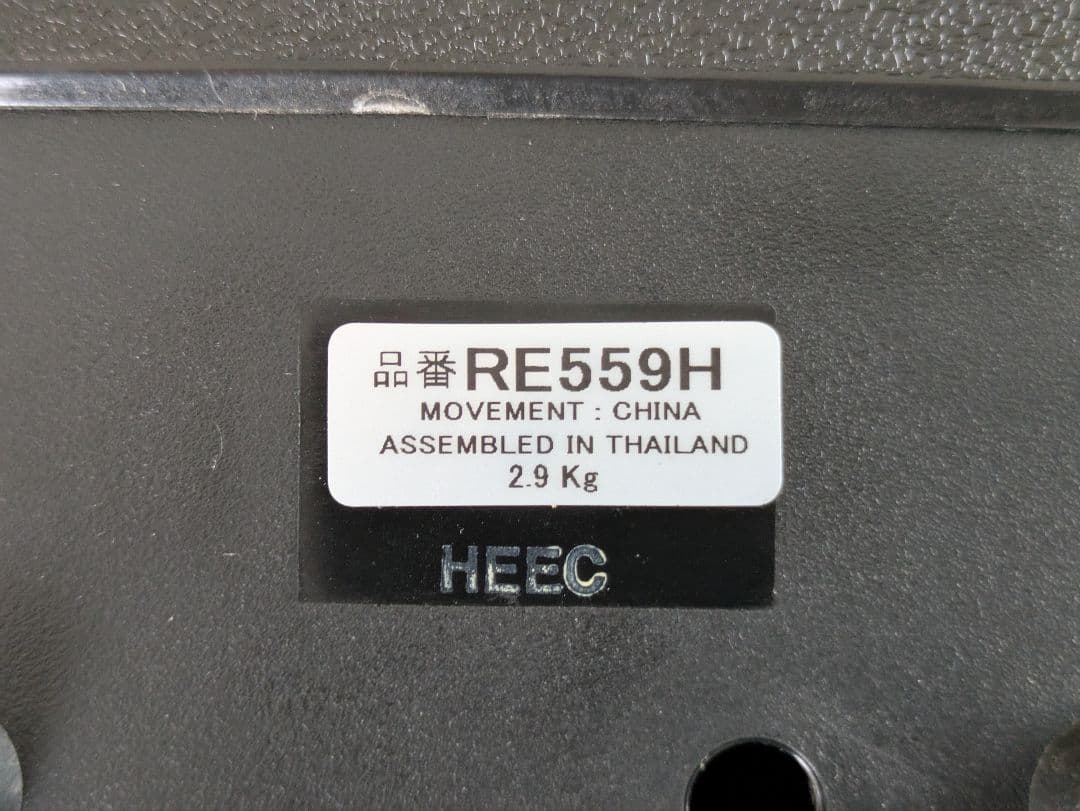 品番RE559H
MOVEMENT : CHINA
ASSEMBLED IN THAILAND
2.9 Kg
HEEC